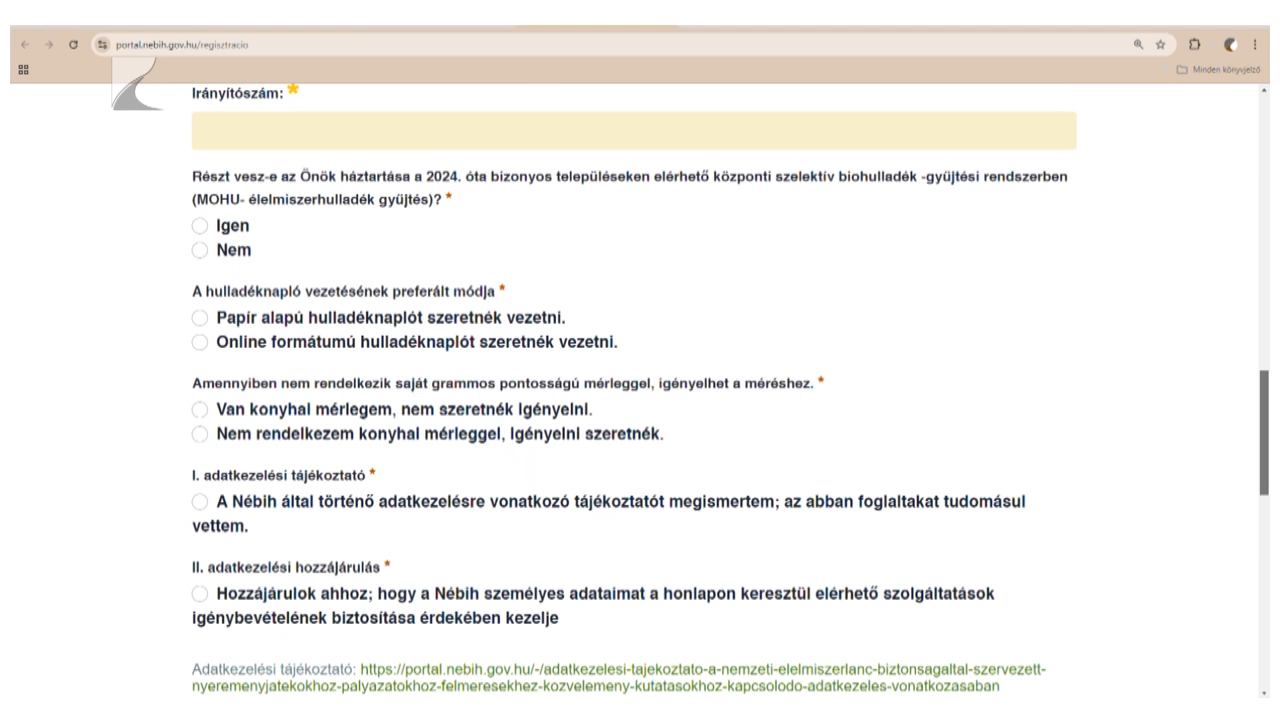 portal.nebih.gov.hu/regisztracio
Minden könyvjelző
Irányítószám: *
Részt vesz-e az Önök háztartása a 2024. óta bizonyos településeken elérhető központi szelektív biohulladék -gyűjtési rendszerben
(MOHU- élelmiszerhulladék gyűjtés)? *
Igen
Nem
A hulladéknapló vezetésének preferált módja *
Papír alapú hulladéknaplót szeretnék vezetni.
Online formátumú hulladéknaplót szeretnék vezetni.
Amennyiben nem rendelkezik saját grammos pontosságú mérleggel, igényelhet a méréshez. *
Van konyhai mérlegem, nem szeretnék igényelni.
Nem rendelkezem konyhai mérleggel, igényelni szeretnék.
I. adatkezelési tájékoztató *
A Nébih által történő adatkezelésre vonatkozó tájékoztatót megismertem; az abban foglaltakat tudomásul
vettem.
II. adatkezelési hozzájárulás *
Hozzájárulok ahhoz; hogy a Nébih személyes adataimat a honlapon keresztül elérhető szolgáltatások
igénybevételének biztosítása érdekében kezelje
Adatkezelési tájékoztató: https://portal.nebih.gov.hu/-/adatkezelesi-tajekoztato-a-nemzeti-elelmiszerlanc-biztonsagaltal-szervezett-
nyeremenyjatekokhoz-palyazatokhoz-felmeresekhez-kozvelemeny-kutatasokhoz-kapcsolodo-adatkezeles-vonatkozasaban